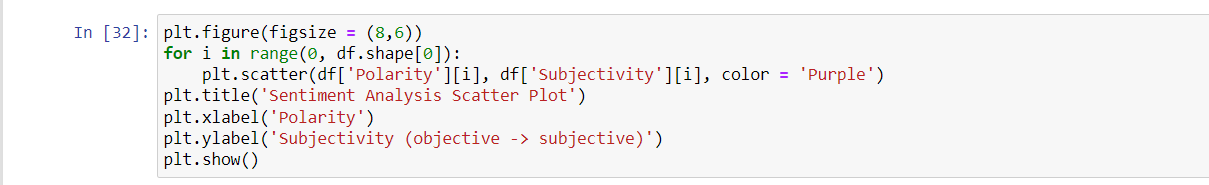 In [32]: plt.figure(figsize = (8,6))
for i in range(0, df.shape[0]):
    plt.scatter(df['Polarity'][i], df['Subjectivity'][i], color = 'Purple')
plt.title('Sentiment Analysis Scatter Plot')
plt.xlabel('Polarity')
plt.ylabel('Subjectivity (objective -> subjective)')
plt.show()